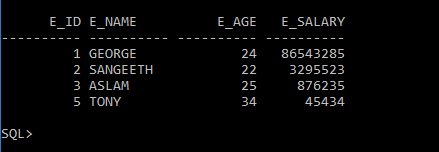 E_ID E_NAME E_AGE E_SALARY
---------- ---------- ---------- ----------
1 GEORGE 24 86543285
2 SANGEETH 22 3295523
3 ASLAM 25 876235
5 TONY 34 45434
SQL>